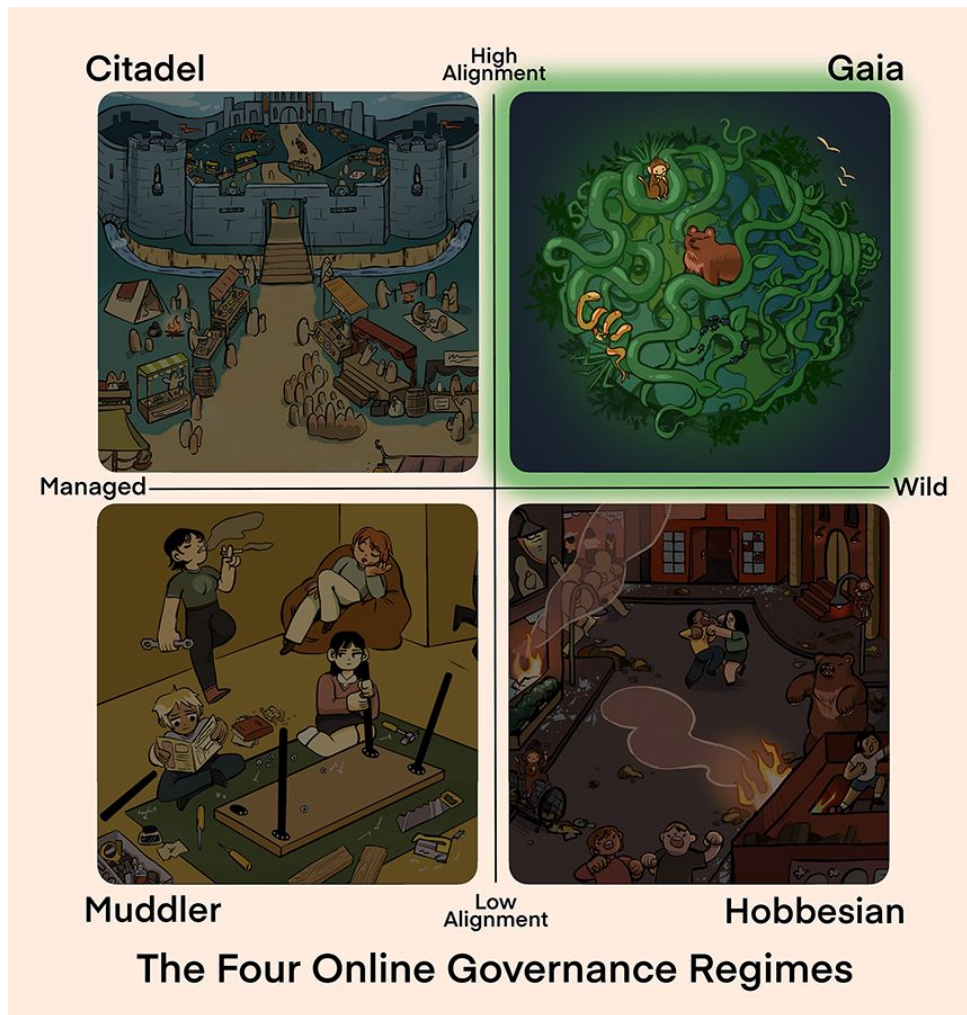 Citadel
High
Alignment
Gaia
Managed
Wild
Muddler
Low
Alignment
Hobbesian
The Four Online Governance Regimes